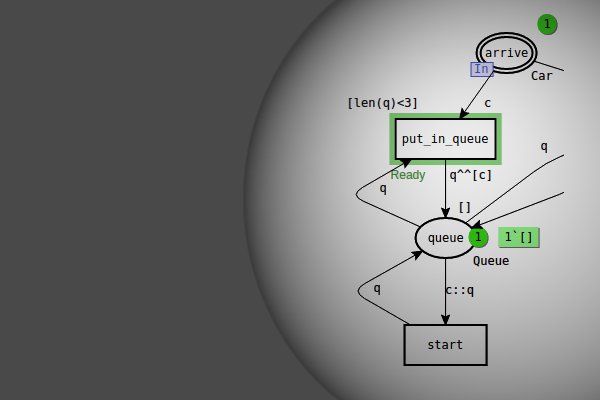 1
arrive
In
Car
[len(q)<3]
c
put_in_queue
q
Ready
q^^[c]
q
[]
queue
1
1`[]
Queue
q
c::q
start